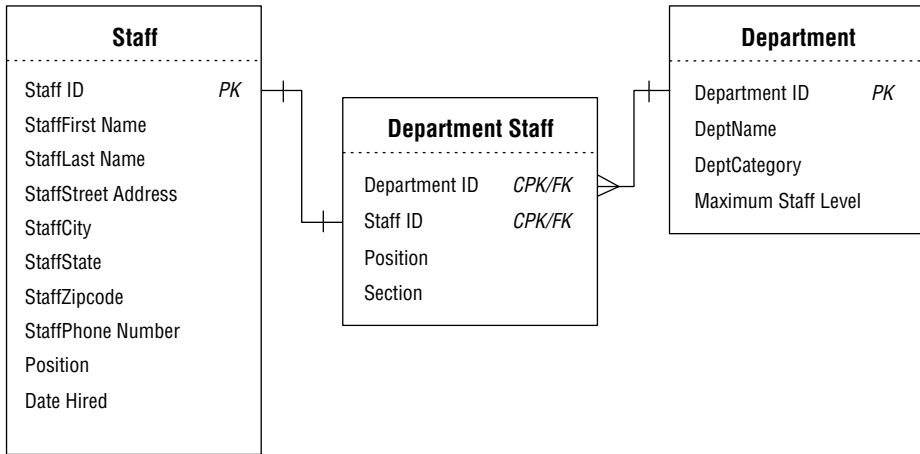 Staff
Staff ID PK
StaffFirst Name
StaffLast Name
StaffStreet Address
StaffCity
StaffState
StaffZipcode
StaffPhone Number
Position
Date Hired
Department Staff
Department ID CPK/FK
Staff ID CPK/FK
Position
Section
Department
Department ID PK
DeptName
DeptCategory
Maximum Staff Level